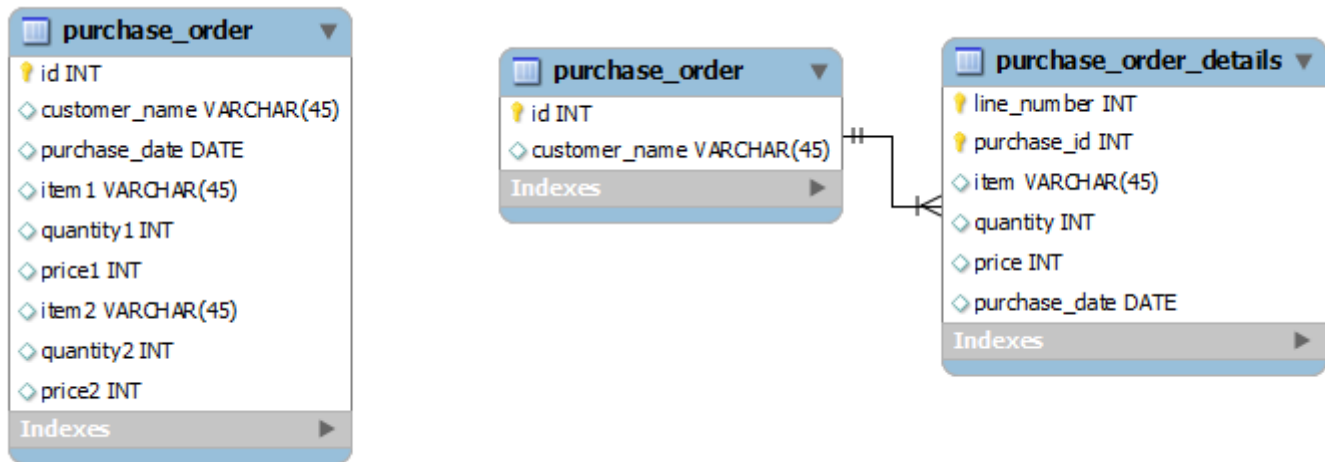 purchase_order
id INT
customer_name VARCHAR(45)
purchase_date DATE
item1 VARCHAR(45)
quantity1 INT
price1 INT
item2 VARCHAR(45)
quantity2 INT
price2 INT
Indexes
purchase_order
id INT
customer_name VARCHAR(45)
Indexes
purchase_order_details
line_number INT
purchase_id INT
item VARCHAR(45)
quantity INT
price INT
purchase_date DATE
Indexes